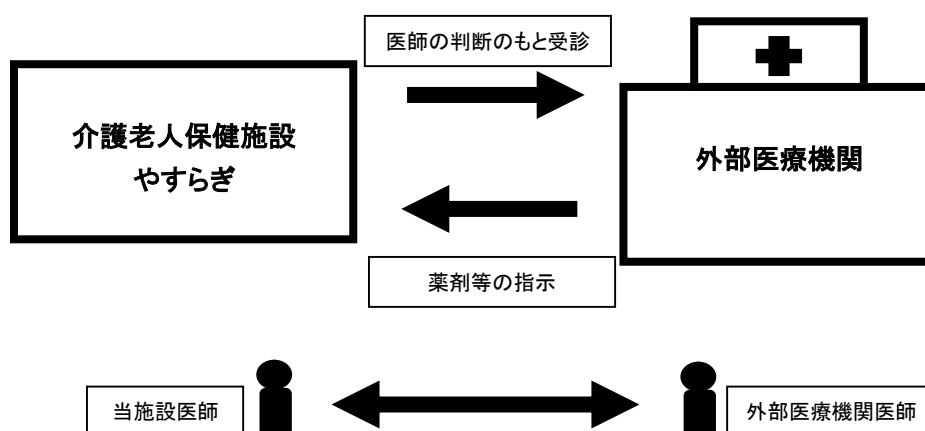 医師の判断のもと受診
介護老人保健施設
やすらぎ
外部医療機関
薬剤等の指示
当施設医師
外部医療機関医師